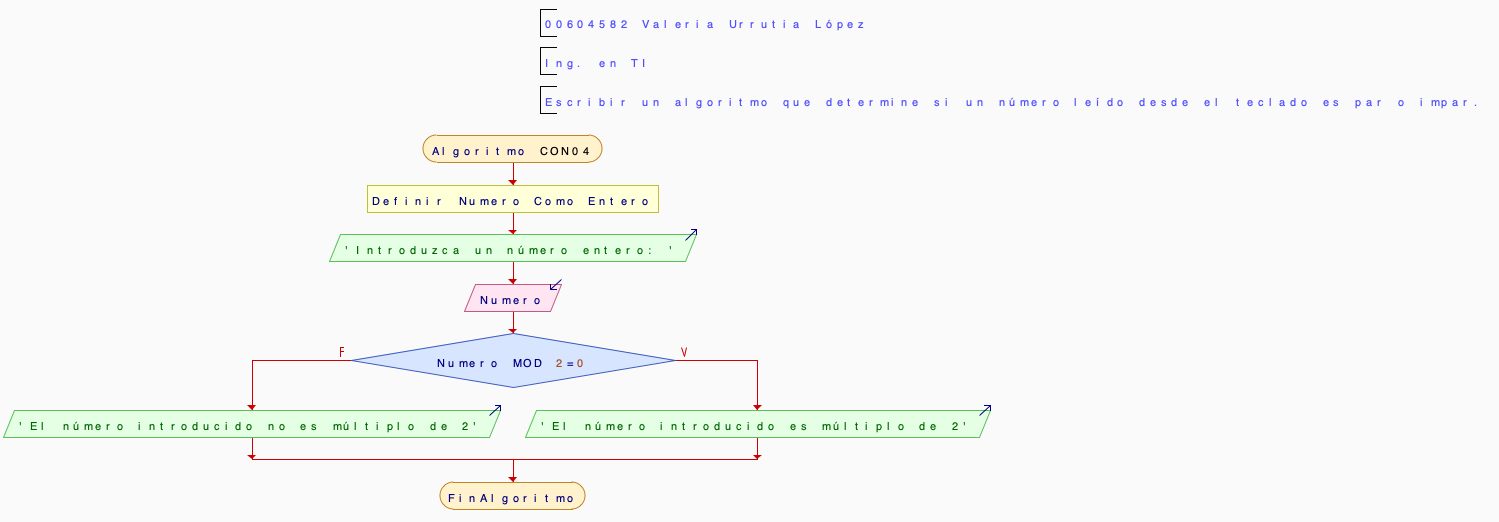 00604582 Valeria Urrutia López
Ing. en TI
Escribir un algoritmo que determine si un número leído desde el teclado es par o impar.
Algoritmo CON04
Definir Numero Como Entero
'Introduzca un número entero: '
Numero
F
V
Numero MOD 2=0
'El número introducido no es múltiplo de 2'
'El número introducido es múltiplo de 2'
FinAlgoritmo